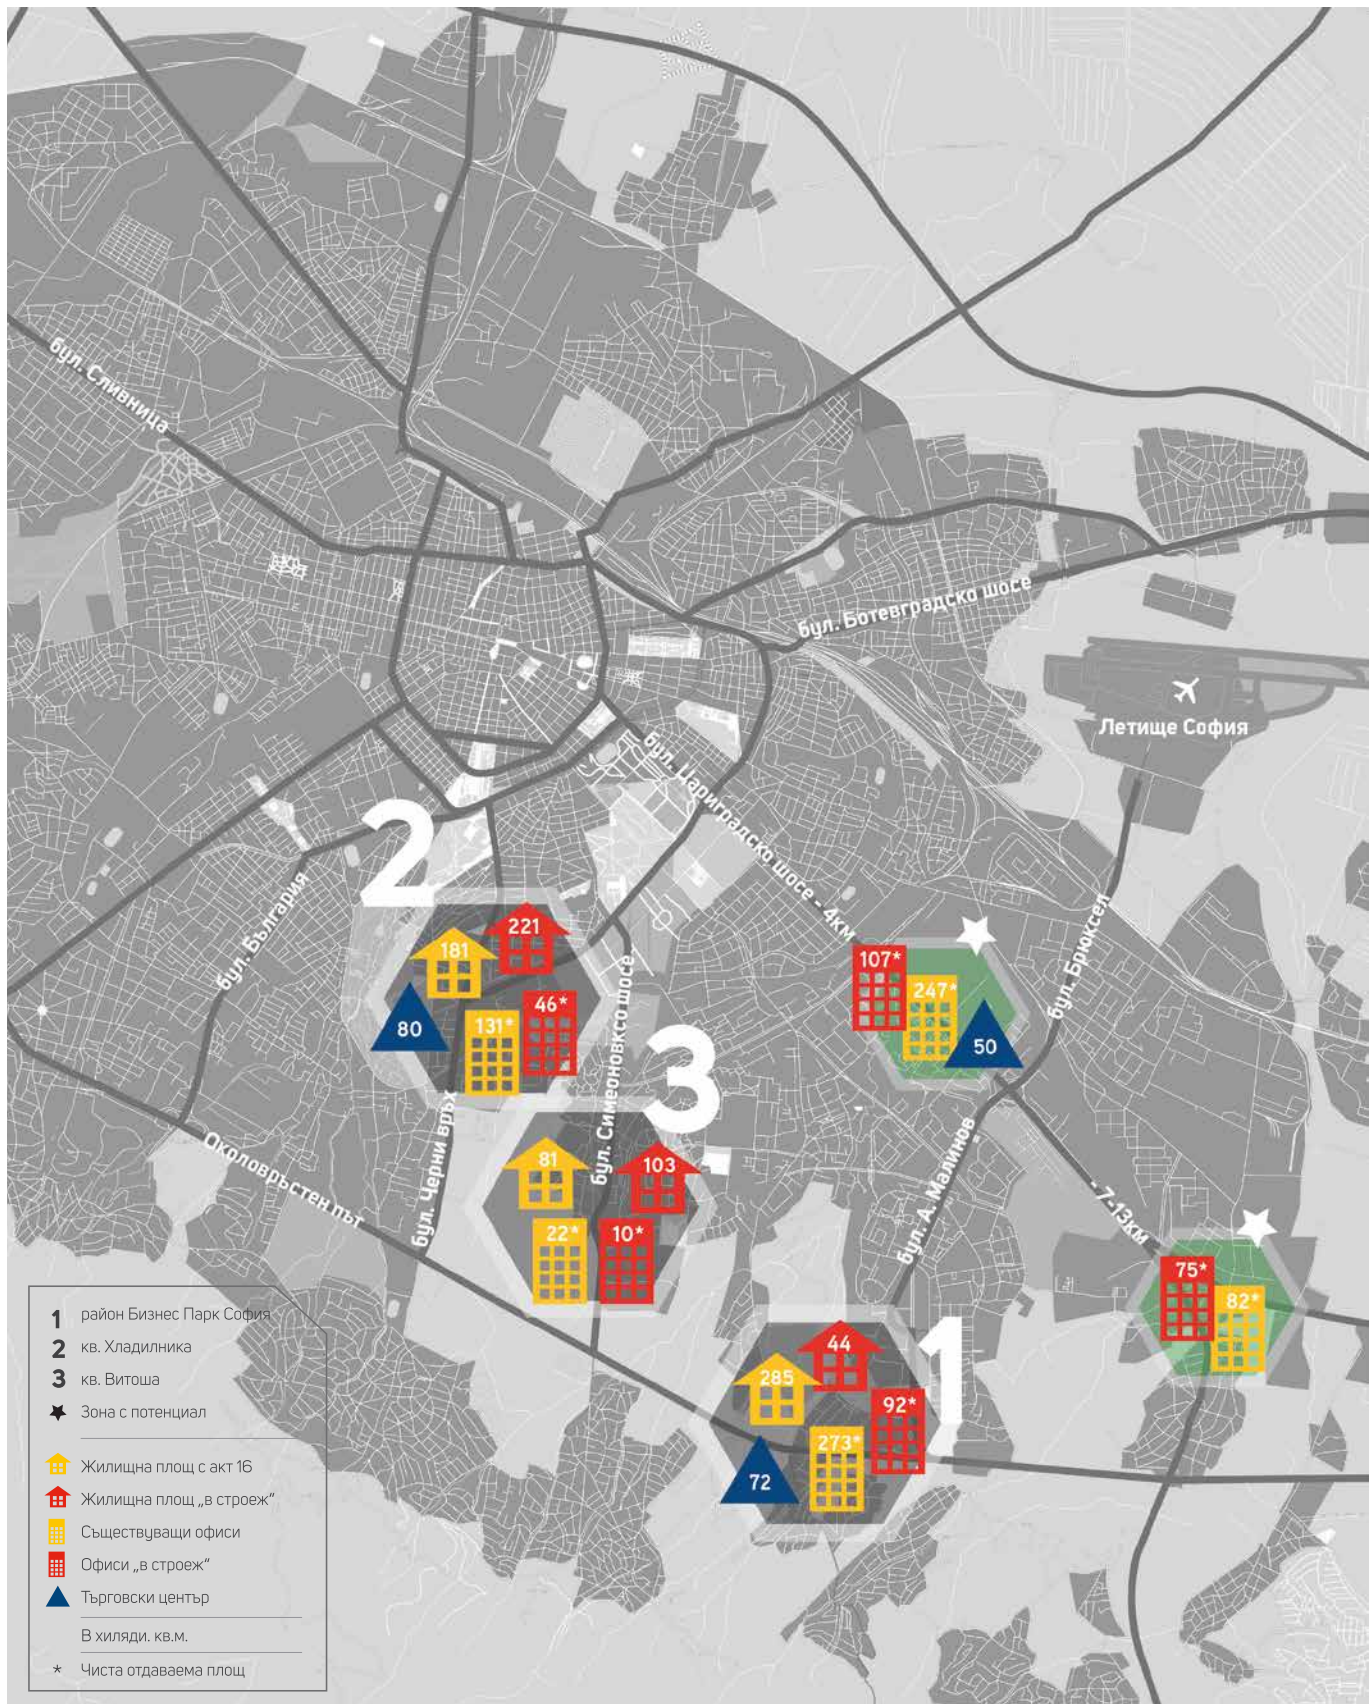 бул. Сливница
бул. Ботевградско шосе
Летище София
бул. Цариградско шосе - 4км
2
бул. България
221
181
107*
247*
бул. Брюксел
46*
80
131*
50
бул. Симеоновксо шосе
3
бул. Черни връх
Околовръстен път
81
103
бул. А. Малинов
- 7-13км
22*
10*
75*
82*
1
44
285
92*
273*
72
1 район Бизнес Парк София
2 кв. Хладилника
3 кв. Витоша
Зона с потенциал
Жилищна площ с акт 16
Жилищна площ „в строеж“
Съществуващи офиси
Офиси „в строеж“
Търговски център
В хиляди. кв.м.
* Чиста отдаваема площ